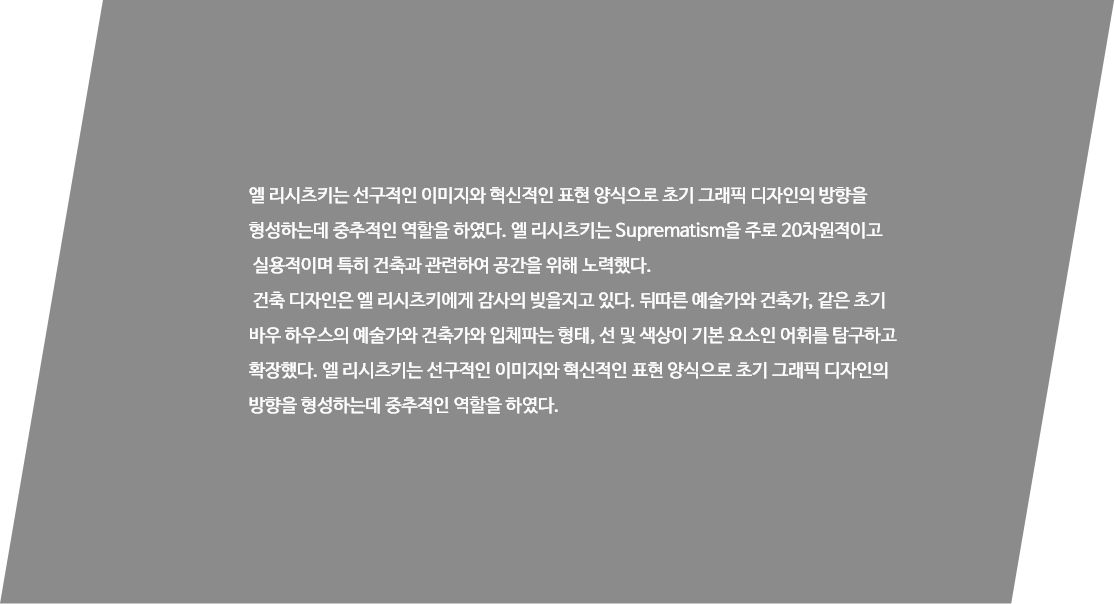 엘 리시츠키는 선구적인 이미지와 혁신적인 표현 양식으로 초기 그래픽 디자인의 방향을
형성하는데 중추적인 역할을 하였다. 엘 리시츠키는 Suprematism을 주로 20차원적이고
실용적이며 특히 건축과 관련하여 공간을 위해 노력했다.
건축 디자인은 엘 리시츠키에게 감사의 빚을지고 있다. 뒤따른 예술가와 건축가, 같은 초기
바우 하우스의 예술가와 건축가와 입체파는 형태, 선 및 색상이 기본 요소인 어휘를 탐구하고
확장했다. 엘 리시츠키는 선구적인 이미지와 혁신적인 표현 양식으로 초기 그래픽 디자인의
방향을 형성하는데 중추적인 역할을 하였다.